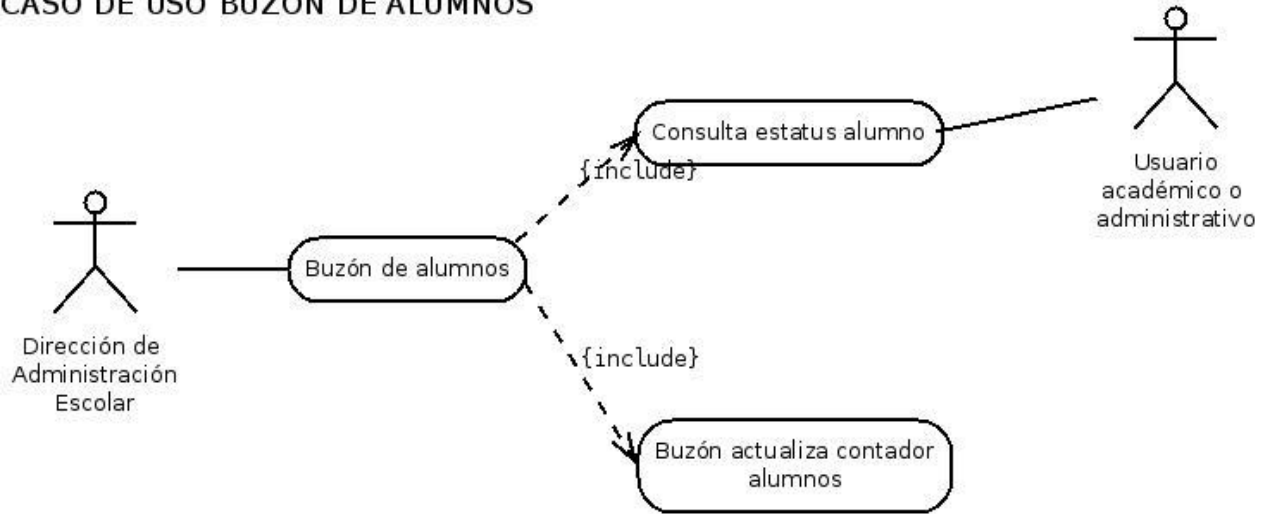 CASO DE USO BUZÓN DE ALUMNOS
Consulta estatus alumno
{include}
Usuario
académico o
administrativo
Buzón de alumnos
Dirección de
Administración
Escolar
{include}
Buzón actualiza contador
alumnos